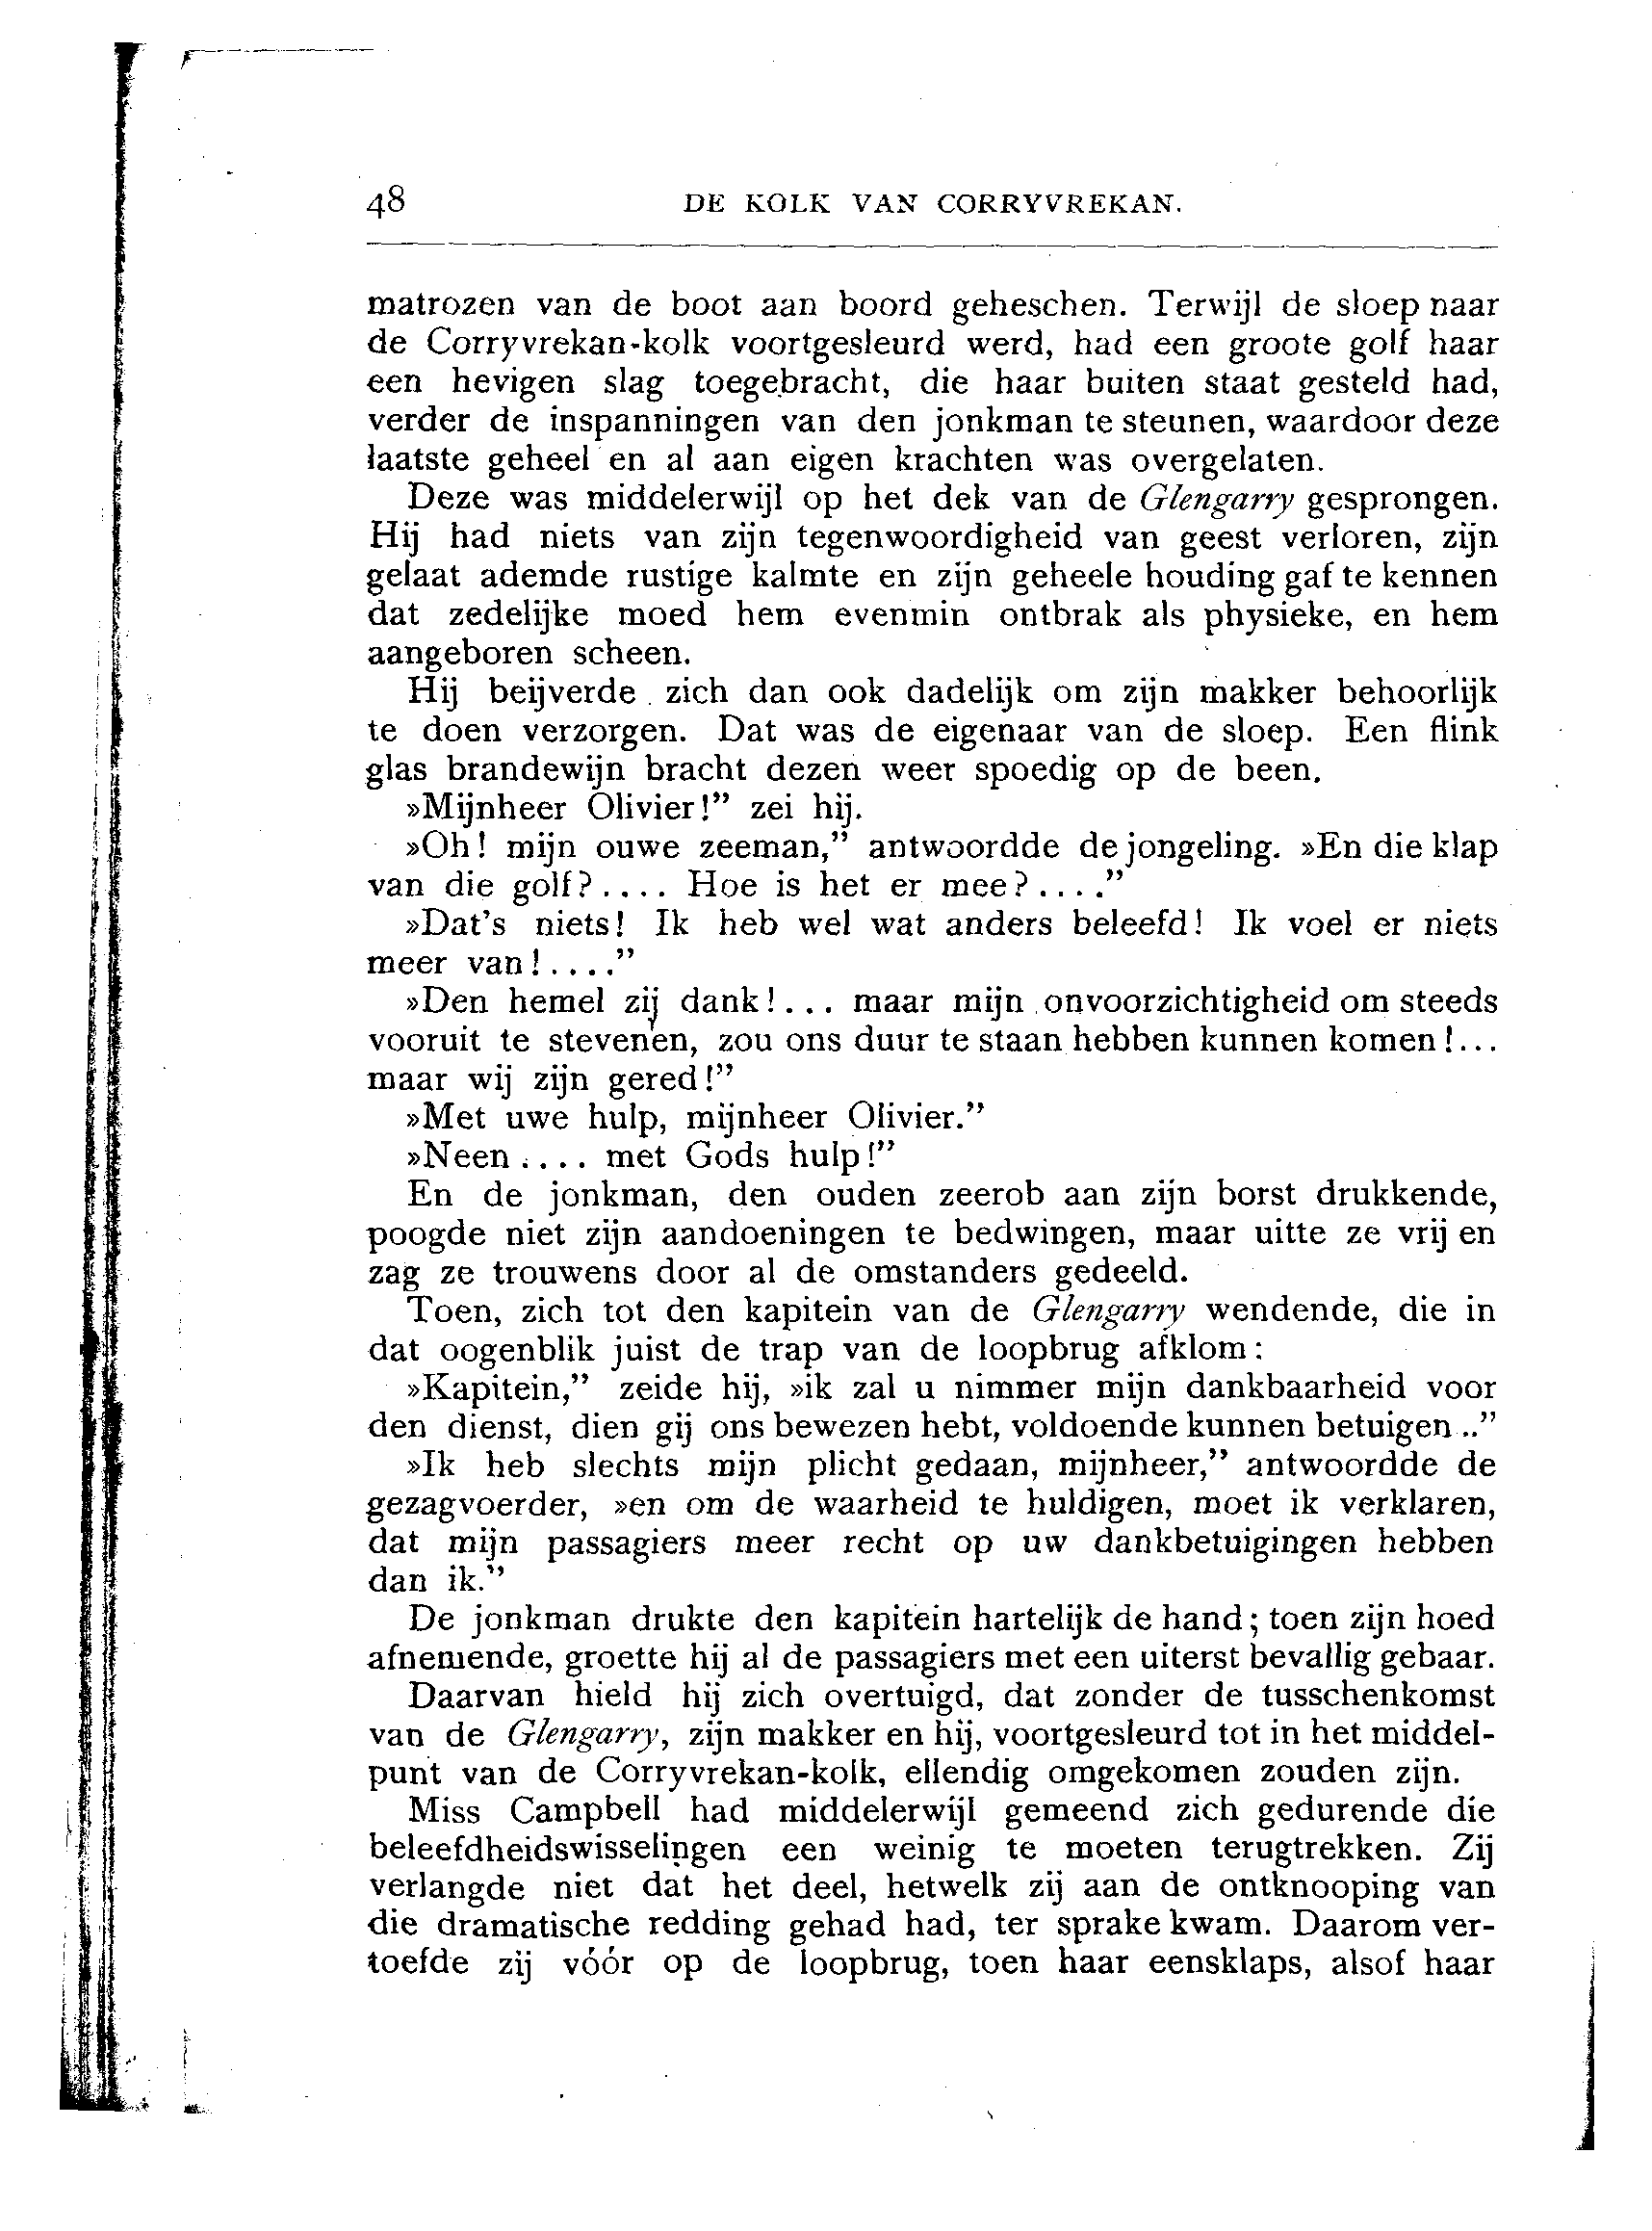 48 DE KOLK VAN CORRYVREKAN.
matrozen van de boot aan boord geheschen. Terwijl de sloep naar
de Corryvrekan-kolk voortgesleurd werd, had een groote golf haar
een hevigen slag toegebracht, die haar buiten staat gesteld had,
verder de inspanningen van den jonkman te steunen, waardoor deze
laatste geheel en al aan eigen krachten was overgelaten.
Deze was middelerwijl op het dek van de Glengarry gesprongen.
Hij had niets van zijn tegenwoordigheid van geest verloren, zijn
gelaat ademde rustige kalmte en zijn geheele houding gaf te kennen
dat zedelijke moed hem evenmin ontbrak als physieke, en hem
aangeboren scheen.
Hij beijverde zich dan ook dadelijk om zijn makker behoorlijk
te doen verzorgen. Dat was de eigenaar van de sloep. Een flink
glas brandewijn bracht dezen weer spoedig op de been.
»Mijnheer Olivier!” zei hij.
»Oh! mijn ouwe zeeman,” antwoordde de jongeling. »En die klap
van die golf?.... Hoe is het er mee?....”
»Dat’s niets! Ik heb wel wat anders beleefd! Ik voel er niets
meer van!....”
»Den hemel zij dank!... maar mijn onvoorzichtigheid om steeds
vooruit te stevenen, zou ons duur te staan hebben kunnen komen!...
maar wij zijn gered!”
»Met uwe hulp, mijnheer Olivier.”
»Neen.... met Gods hulp!”
En de jonkman, den ouden zeerob aan zijn borst drukkende,
poogde niet zijn aandoeningen te bedwingen, maar uitte ze vrij en
zag ze trouwens door al de omstanders gedeeld.
Toen, zich tot den kapitein van de Glengarry wendende, die in
dat oogenblik juist de trap van de loopbrug afklom:
»Kapitein,” zeide hij, »ik zal u nimmer mijn dankbaarheid voor
den dienst, dien gij ons bewezen hebt, voldoende kunnen betuigen..”
»Ik heb slechts mijn plicht gedaan, mijnheer,” antwoordde de
gezagvoerder, »en om de waarheid te huldigen, moet ik verklaren,
dat mijn passagiers meer recht op uw dankbetuigingen hebben
dan ik.”
De jonkman drukte den kapitein hartelijk de hand; toen zijn hoed
afnemende, groette hij al de passagiers met een uiterst bevallig gebaar.
Daarvan hield hij zich overtuigd, dat zonder de tusschenkomst
van de Glengarry, zijn makker en hij, voortgesleurd tot in het middel-
punt van de Corryvrekan-kolk, ellendig omgekomen zouden zijn.
Miss Campbell had middelerwijl gemeend zich gedurende die
beleefdheidswisselingen een weinig te moeten terugtrekken. Zij
verlangde niet dat het deel, hetwelk zij aan de ontknooping van
die dramatische redding gehad had, ter sprake kwam. Daarom ver-
toefde zij vóór op de loopbrug, toen haar eensklaps, alsof haar